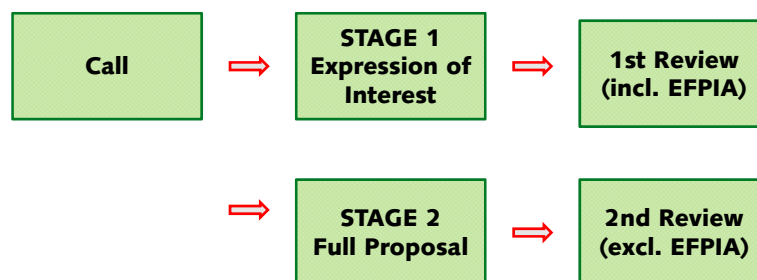 Call
STAGE 1
Expression of
Interest
1st Review
(incl. EFPIA)
STAGE 2
Full Proposal
2nd Review
(excl. EFPIA)